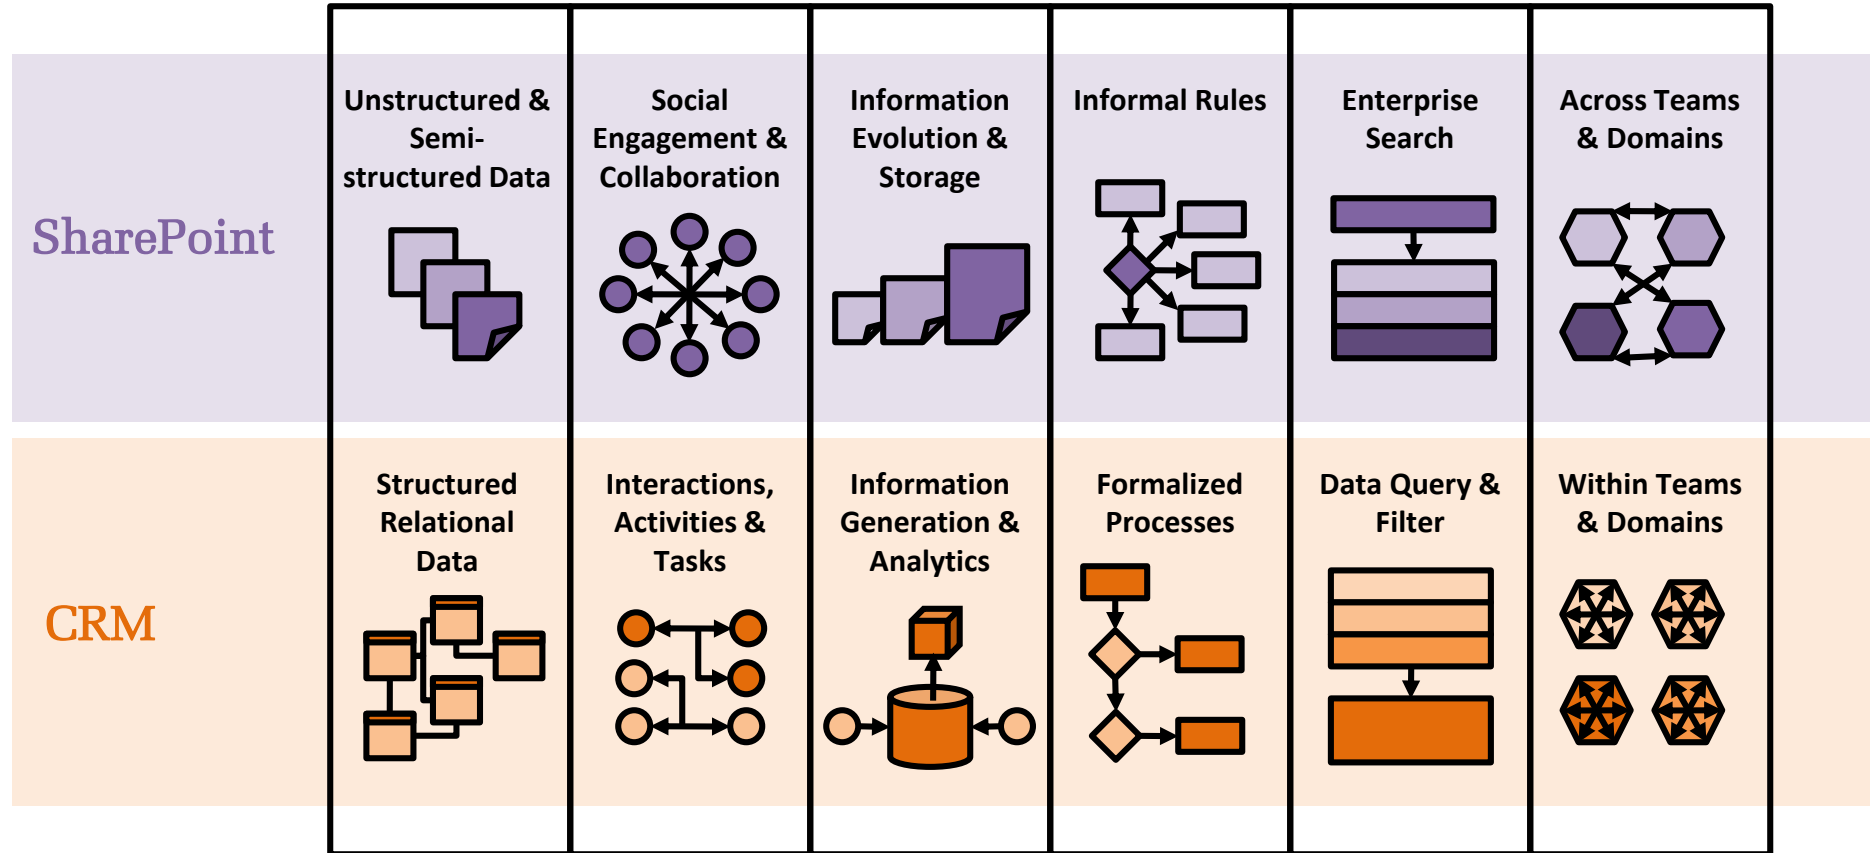 SharePoint
Unstructured &
Semi-
structured Data
Social
Engagement &
Collaboration
Information
Evolution &
Storage
Informal Rules
Enterprise
Search
Across Teams
& Domains
CRM
Structured
Relational
Data
Interactions,
Activities &
Tasks
Information
Generation &
Analytics
Formalized
Processes
Data Query &
Filter
Within Teams
& Domains